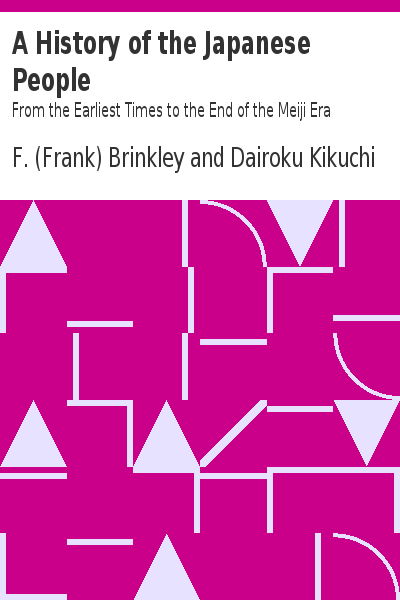 A History of the Japanese
People
From the Earliest Times to the End of the Meiji Era
F. (Frank) Brinkley and Dairoku Kikuchi